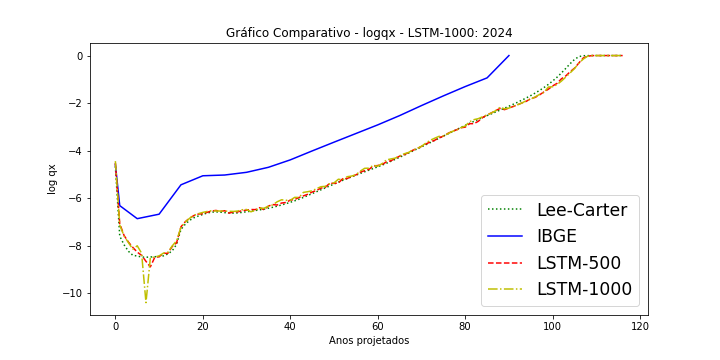 Gráfico Comparativo - logqx - LSTM-1000: 2024
log qx
0
−2
−4
−6
−8
−10
Lee-Carter
IBGE
LSTM-500
LSTM-1000
0 20 40 60 80 100 120
Anos projetados